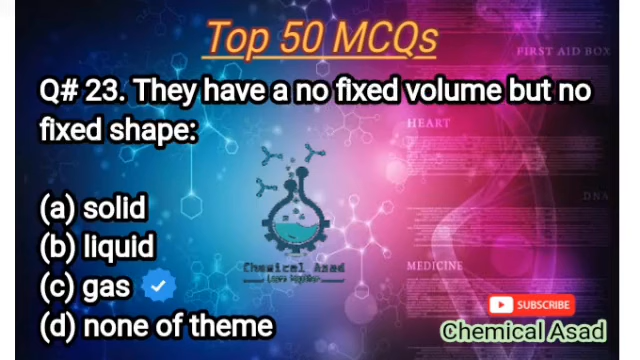 Top 50 MCQs
FIRST AID BOX
Q# 23. They have a no fixed volume but no
fixed shape:
HEART
DNA
(a) solid
(b) liquid
(c) gas
(d) none of theme
Chemical Asad
MEDICINE
SUBSCRIBE
Chemical Asad